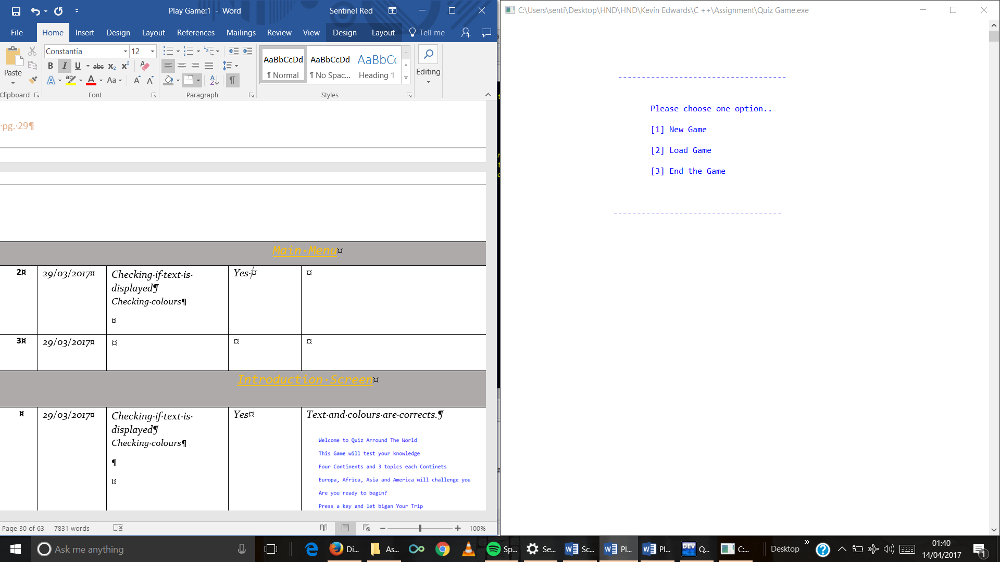 Play Game:1 - Word
Sentinel Red
File Home Insert Design Layout References Mailings Review View Design Layout Tell me
Constantia 12
Paste
B I U abc X₂ X²
A ab A Aa A A
AaBbCcDd AaBbCcDd AaBbCc
¶ Normal ¶ No Spac... Heading 1
Editing
Clipboard Font Paragraph Styles
·pg.·29¶
Main·Menu¤
2¤ 29/03/2017¤ Checking·if·text·is· Yes·¤ ¤
displayed¶
Checking·colours¶
¤
3¤ 29/03/2017¤ ¤ ¤ ¤
Introduction·Screen¤
¤ 29/03/2017¤ Checking·if·text·is· Yes¤ Text·and·colours·are·corrects.¶
displayed¶
Checking·colours¶
¶
¤
Welcome to Quiz Arround The World
This Game will test your knowledge
Four Continents and 3 topics each Continets
Europa, Africa, Asia and America will challenge you
Are you ready to begin?
Press a key and let bigan Your Trip
Page 30 of 63 7831 words
100%
C:\Users\senti\Desktop\HND\HND\Kevin Edwards\C ++\Assignment\Quiz Game.exe
------------------------------------
Please choose one option..
[1] New Game
[2] Load Game
[3] End the Game
------------------------------------
Ask me anything
Di... As... Sp... Se... Sc... Pl... Pl... DEV Q... C:... Desktop »
01:40
14/04/2017
1